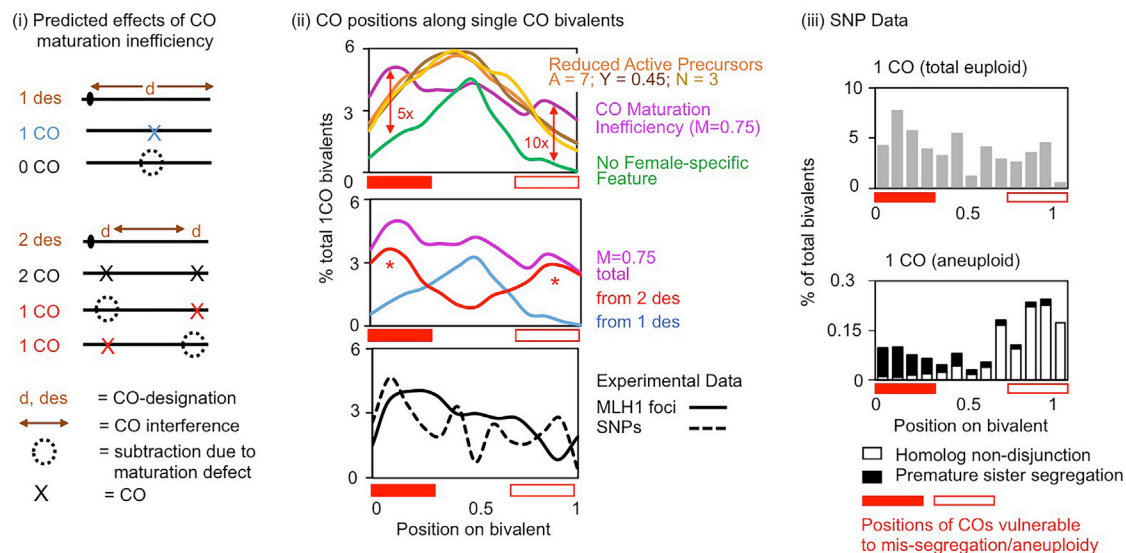 (i) Predicted effects of CO
maturation inefficiency
d
1 des
1 CO
0 CO
2 des
d
d
2 CO
1 CO
1 CO
d, des = CO-designation
= CO interference
= subtraction due to
maturation defect
X = CO
(ii) CO positions along single CO bivalents
% total 1CO bivalents
6
3
0
5x
10x
Reduced Active Precursors
A = 7; Y = 0.45; N = 3
CO Maturation
Inefficiency (M=0.75)
No Female-specific
Feature
6
3
0
*
*
M=0.75
total
from 2 des
from 1 des
6
3
0
Experimental Data
MLH1 foci
SNPs
0 0.5 1
Position on bivalent
(iii) SNP Data
% of total bivalents
1 CO (total euploid)
10
5
0
0 0.5 1
1 CO (aneuploid)
0.3
0.15
0
0 0.5 1
Position on bivalent
Homolog non-disjunction
Premature sister segregation
Positions of COs vulnerable
to mis-segregation/aneuploidy